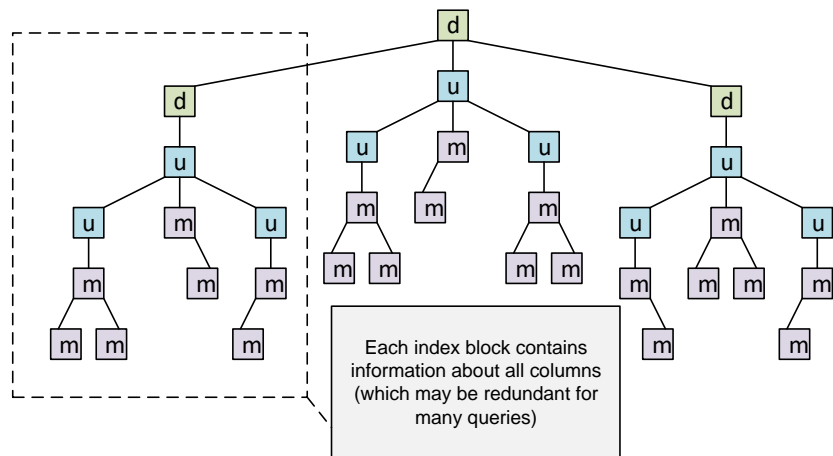 d
u
d d
u m u
u u
m m m
u m u u m u
m m m m
m m m m m m m
m m m m m
Each index block contains
information about all columns
(which may be redundant for
many queries)